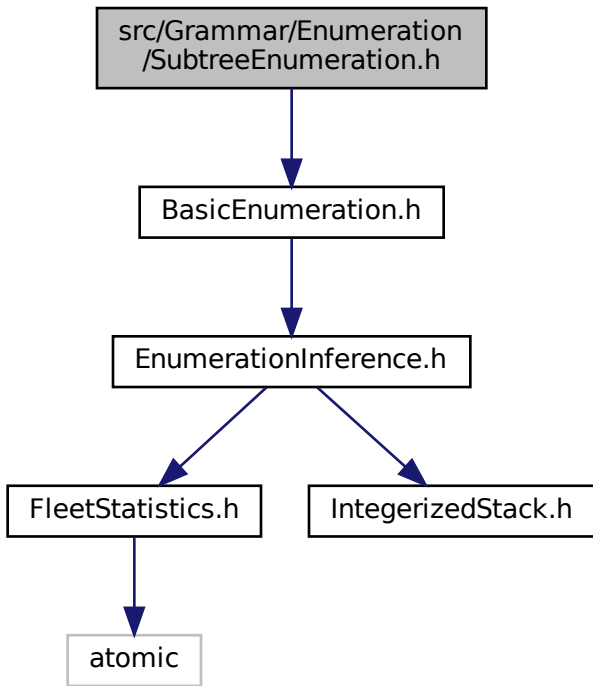 src/Grammar/Enumeration
/SubtreeEnumeration.h
BasicEnumeration.h
EnumerationInference.h
FleetStatistics.h
IntegerizedStack.h
atomic